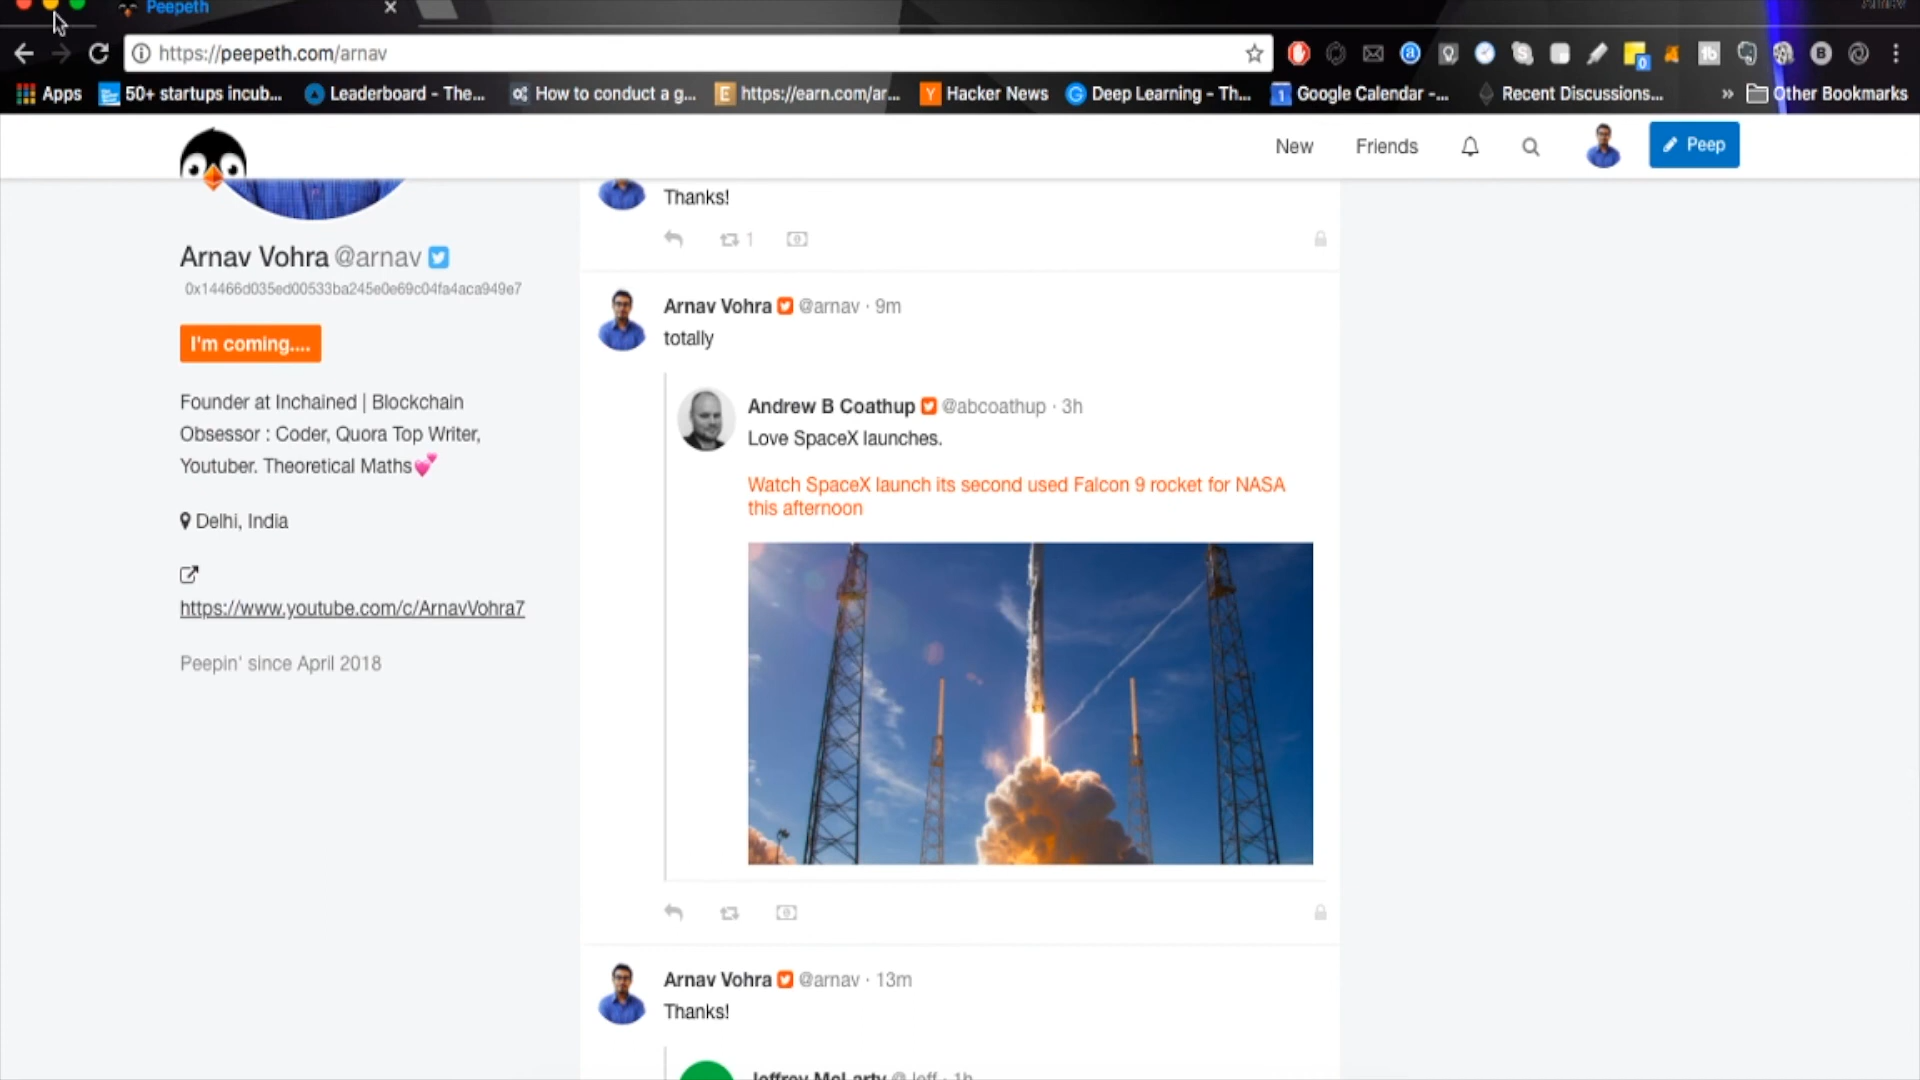 Peepeth
https://peepeth.com/arnav
Apps
50+ startups incub...
Leaderboard - The...
How to conduct a g...
https://earn.com/ar...
Hacker News
Deep Learning - Th...
Google Calendar -...
Recent Discussions...
»
Other Bookmarks
New
Friends
Peep
Thanks!
1
Arnav Vohra @arnav
0x14466d035ed00533ba245e0e69c04fa4aca949e7
I'm coming....
Founder at Inchained | Blockchain
Obsessor : Coder, Quora Top Writer,
Youtuber. Theoretical Maths💕
Delhi, India
https://www.youtube.com/c/ArnavVohra7
Peepin' since April 2018
Arnav Vohra @arnav · 9m
totally
Andrew B Coathup @abcoathup · 3h
Love SpaceX launches.
Watch SpaceX launch its second used Falcon 9 rocket for NASA
this afternoon
Arnav Vohra @arnav · 13m
Thanks!
Jeffrey McLarty @ Jeff · 1h